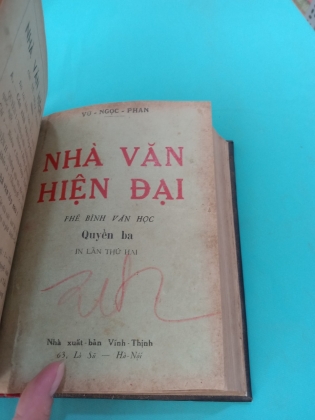 VŨ - NGỌC - PHAN
NHÀ VĂN
HIỆN ĐẠI
PHÊ BÌNH VĂN HỌC
Quyển ba
IN LẦN THỨ HAI
Nhà xuất-bản Vĩnh-Thịnh
65, Lò Sũ — Hà-Nội